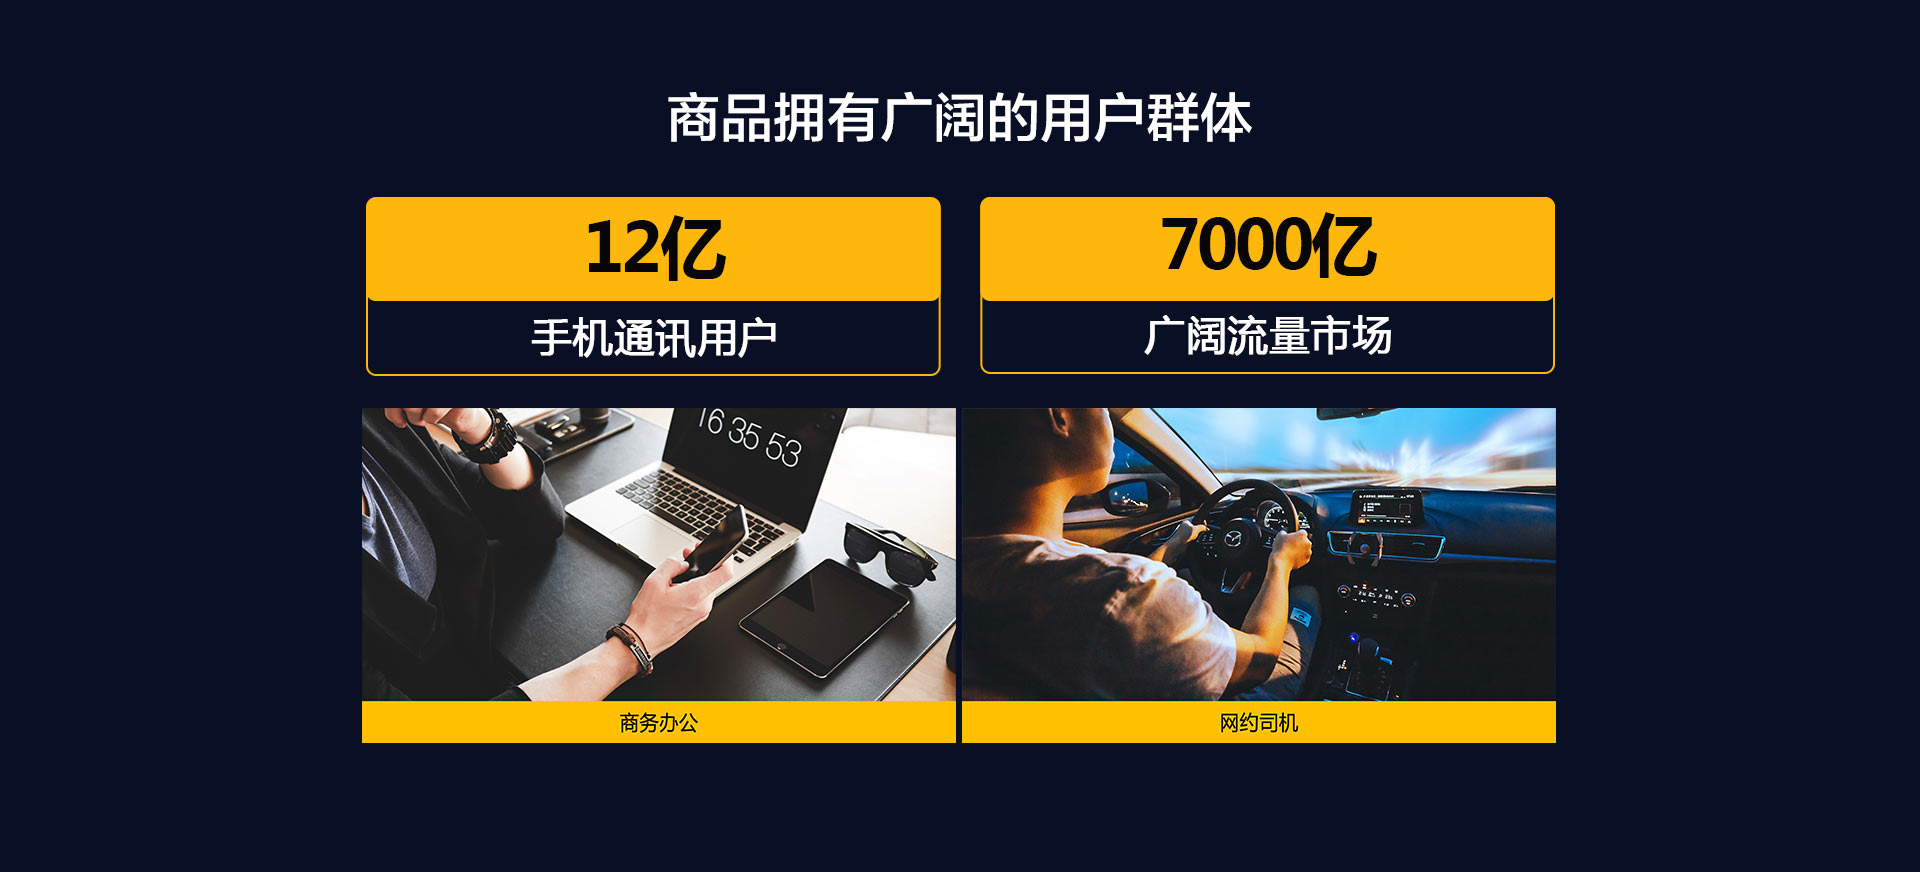 商品拥有广阔的用户群体
12亿
手机通讯用户
7000亿
广阔流量市场
16 35 53
商务办公
网约司机